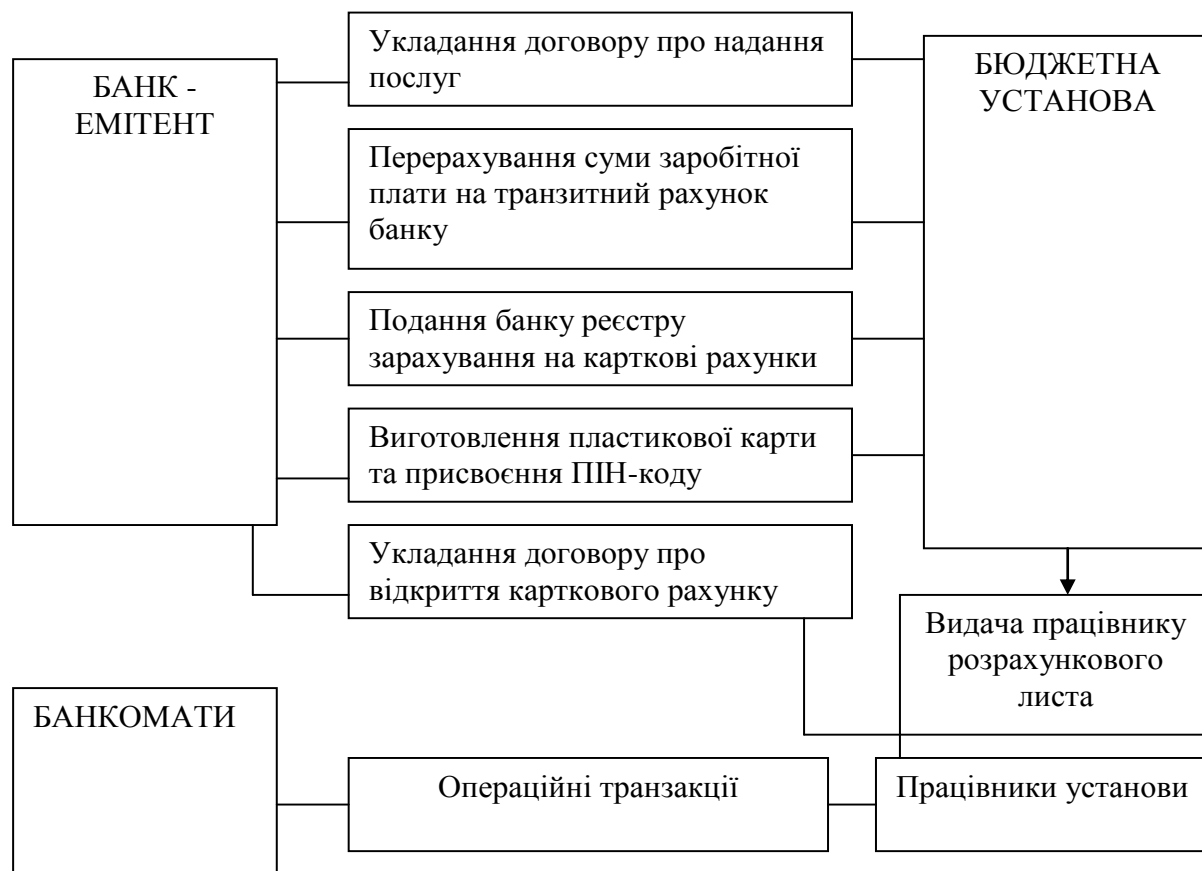 БАНК -
ЕМІТЕНТ
Укладання договору про надання
послуг
Перерахування суми заробітної
плати на транзитний рахунок
банку
Подання банку реєстру
зарахування на карткові рахунки
Виготовлення пластикової карти
та присвоєння ПІН-коду
Укладання договору про
відкриття карткового рахунку
БЮДЖЕТНА
УСТАНОВА
Видача працівнику
розрахункового
листа
БАНКОМАТИ
Операційні транзакції
Працівники установи